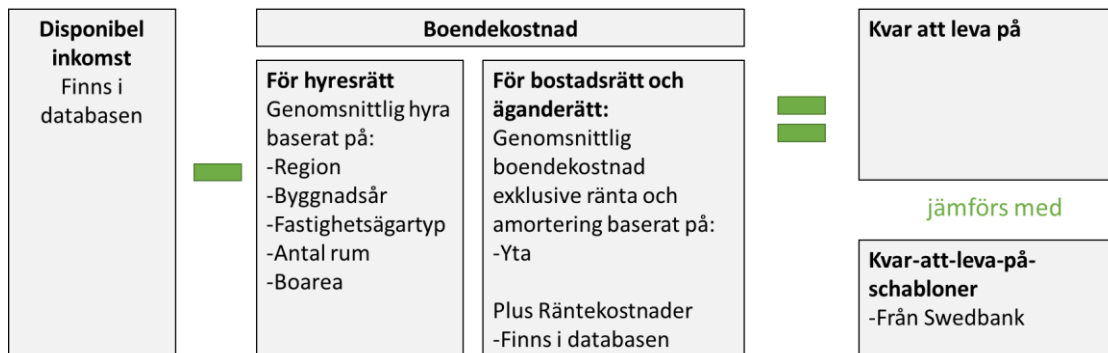 Disponibel
inkomst
Finns i
databasen
Boendekostnad
För hyresrätt
Genomsnittlig hyra
baserat på:
-Region
-Byggnadsår
-Fastighetsägartyp
-Antal rum
-Boarea
För bostadsrätt och
äganderätt:
Genomsnittlig
boendekostnad
exklusive ränta och
amortering baserat på:
-Yta
Plus Räntekostnader
-Finns i databasen
Kvar att leva på
jämförs med
Kvar-att-leva-på-
schabloner
-Från Swedbank